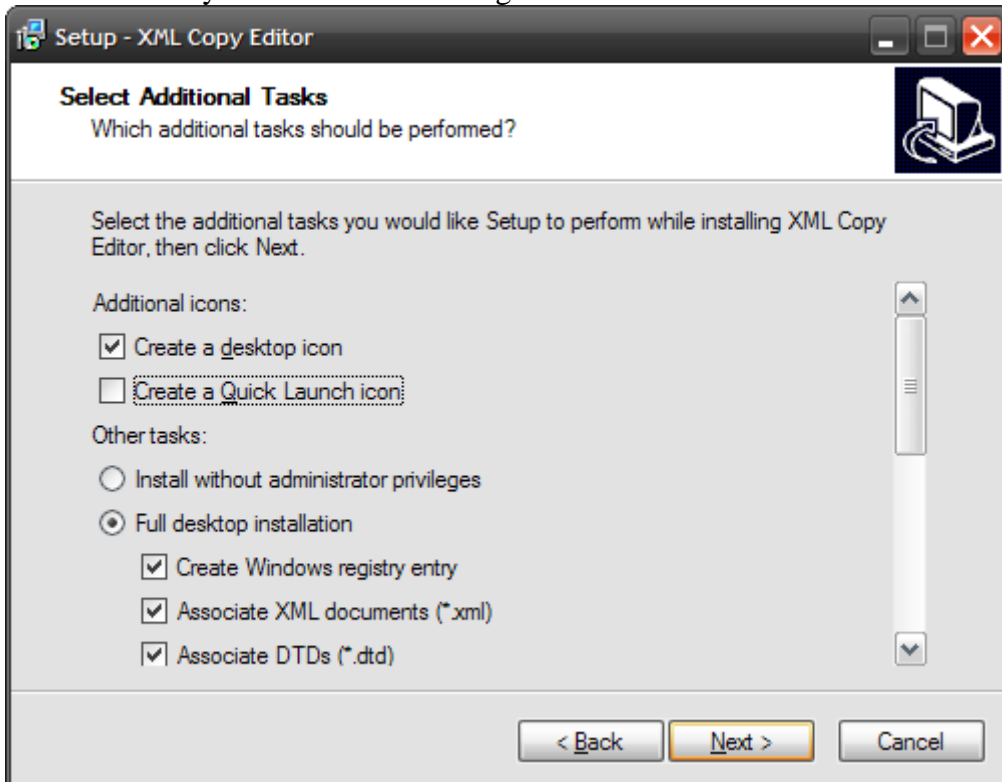 Setup - XML Copy Editor
Select Additional Tasks
Which additional tasks should be performed?
Select the additional tasks you would like Setup to perform while installing XML Copy
Editor, then click Next.
Additional icons:
Create a desktop icon
Create a Quick Launch icon
Other tasks:
Install without administrator privileges
Full desktop installation
Create Windows registry entry
Associate XML documents (*.xml)
Associate DTDs (*.dtd)
< Back
Next >
Cancel